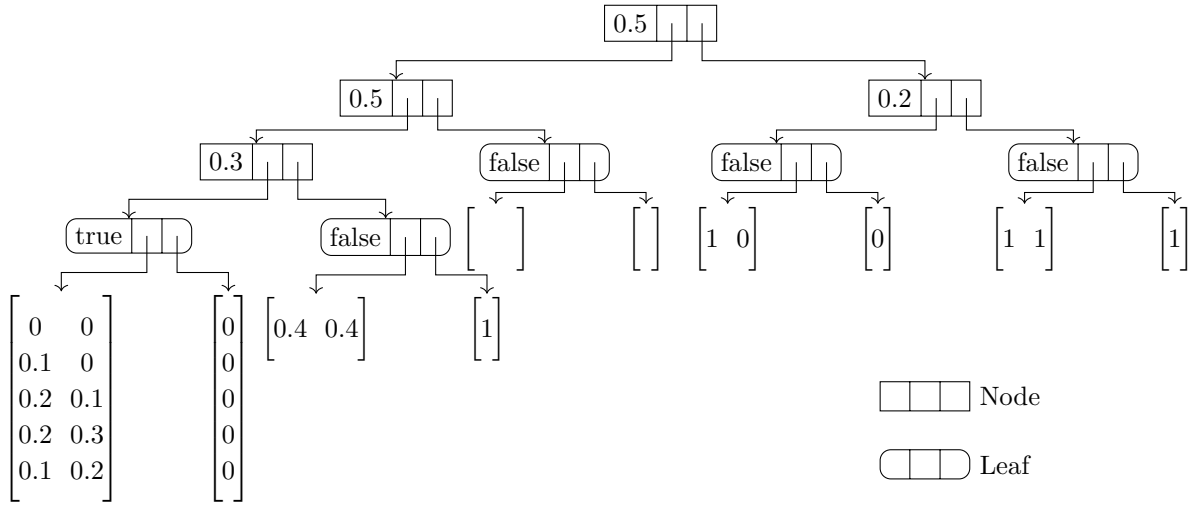 0.5
0.5 0.2
0.3 false false false
true false [ ] [ ] [1 0] [0] [1 1] [1]
0 0 0 0.4 0.4 1
0.1 0 0
0.2 0.1 0
0.2 0.3 0
0.1 0.2 0
Node
Leaf